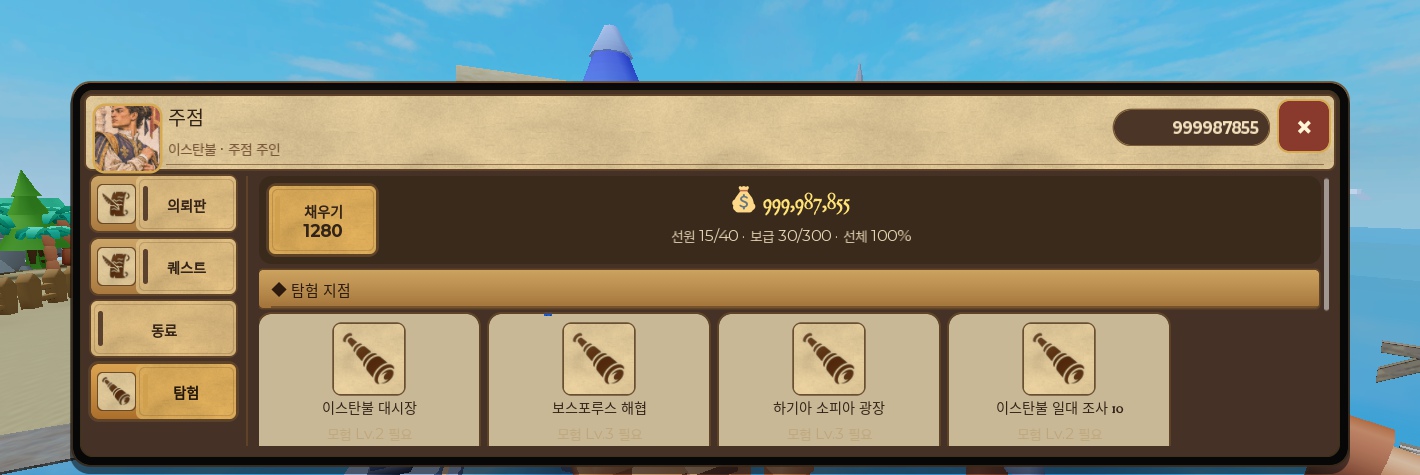 주점
이스탄불 · 주점 주인
999987855
×
의뢰판
퀘스트
동료
탐험
채우기
1280
999,987,855
선원 15/40 · 보급 30/300 · 선체 100%
◆ 탐험 지점
이스탄불 대시장
모험 Lv.2 필요
보스포루스 해협
모험 Lv.3 필요
하기아 소피아 광장
모험 Lv.3 필요
이스탄불 일대 조사 10
모험 Lv.2 필요